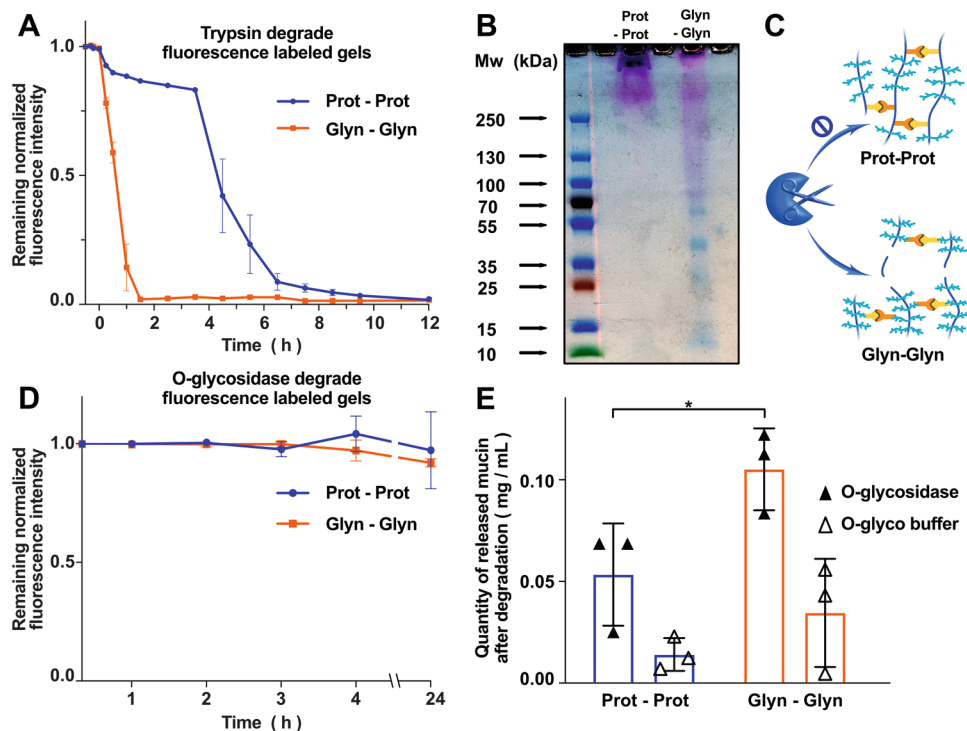 A
Trypsin degrade
fluorescence labeled gels
Remaining normalized
fluorescence intensity
1.0
0.5
0.0
Prot - Prot
Glyn - Glyn
0 2 4 6 8 10 12
Time ( h )
B
Prot
- Prot
Glyn
- Glyn
Mw (kDa)
250
130
100
70
55
35
25
15
10
C
Prot-Prot
Glyn-Glyn
D
O-glycosidase degrade
fluorescence labeled gels
Remaining normalized
fluorescence intensity
1.0
0.5
0.0
Prot - Prot
Glyn - Glyn
1 2 3 4 24
Time ( h )
E
Quantity of released mucin
after degradation ( mg / mL )
0.10
0.05
0.00
*
O-glycosidase
O-glyco buffer
Prot - Prot
Glyn - Glyn